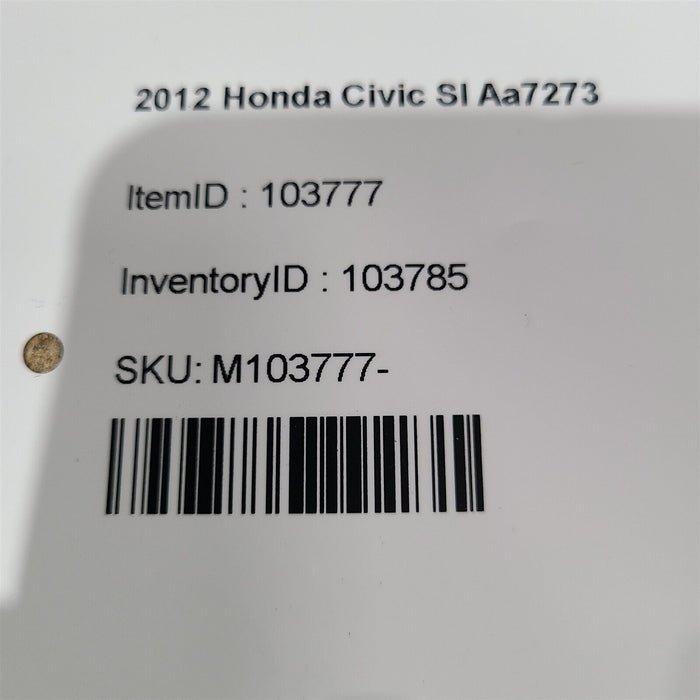 2012 Honda Civic SI Aa7273
ItemID : 103777
InventoryID : 103785
SKU: M103777-